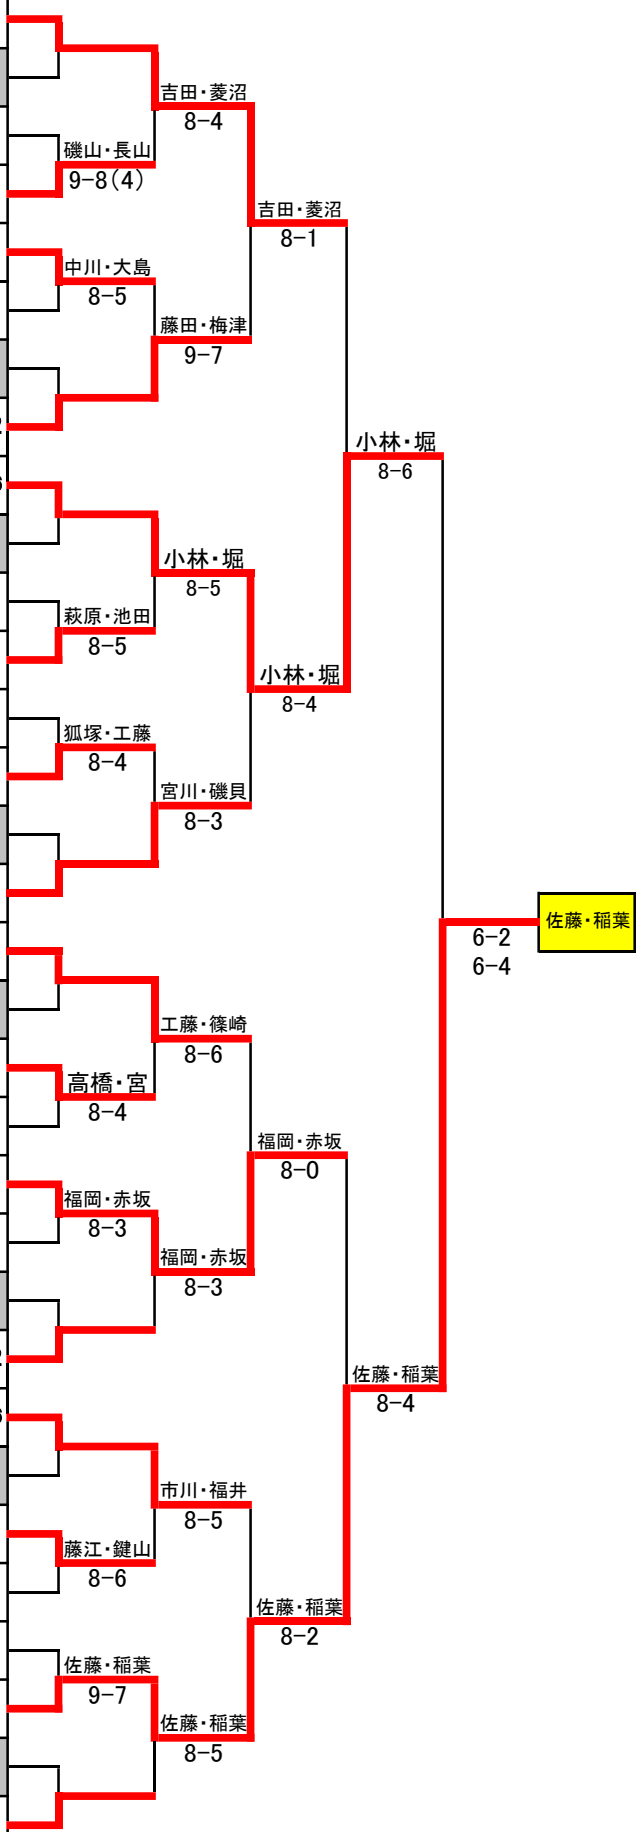 吉田・菱沼
8-4
磯山・長山
9-8(4)
吉田・菱沼
8-1
中川・大島
8-5
藤田・梅津
9-7
小林・堀
8-6
小林・堀
8-5
萩原・池田
8-5
小林・堀
8-4
狐塚・工藤
8-4
宮川・磯貝
8-3
佐藤・稲葉
6-2
6-4
工藤・篠崎
8-6
高橋・宮
8-4
福岡・赤坂
8-0
福岡・赤坂
8-3
福岡・赤坂
8-3
佐藤・稲葉
8-4
市川・福井
8-5
藤江・鍵山
8-6
佐藤・稲葉
8-2
佐藤・稲葉
9-7
佐藤・稲葉
8-5